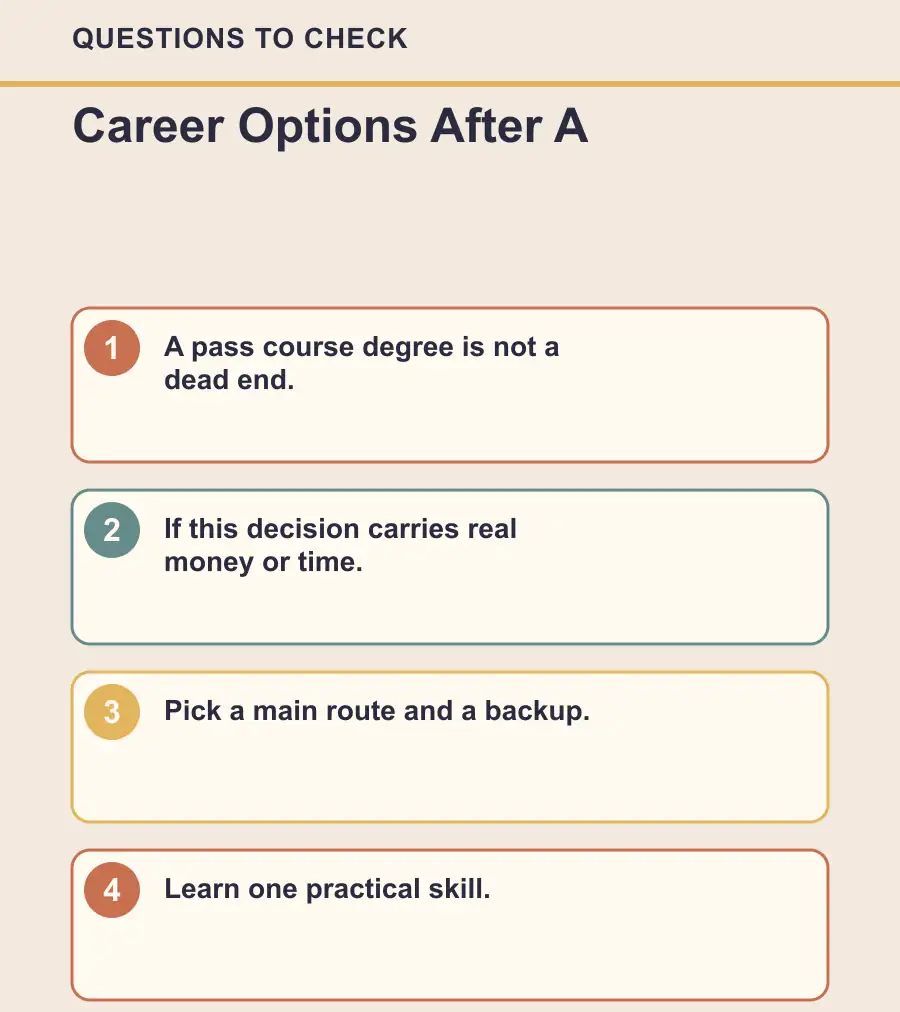 QUESTIONS TO CHECK
Career Options After A
1
A pass course degree is not a
dead end.
2
If this decision carries real
money or time.
3
Pick a main route and a backup.
4
Learn one practical skill.